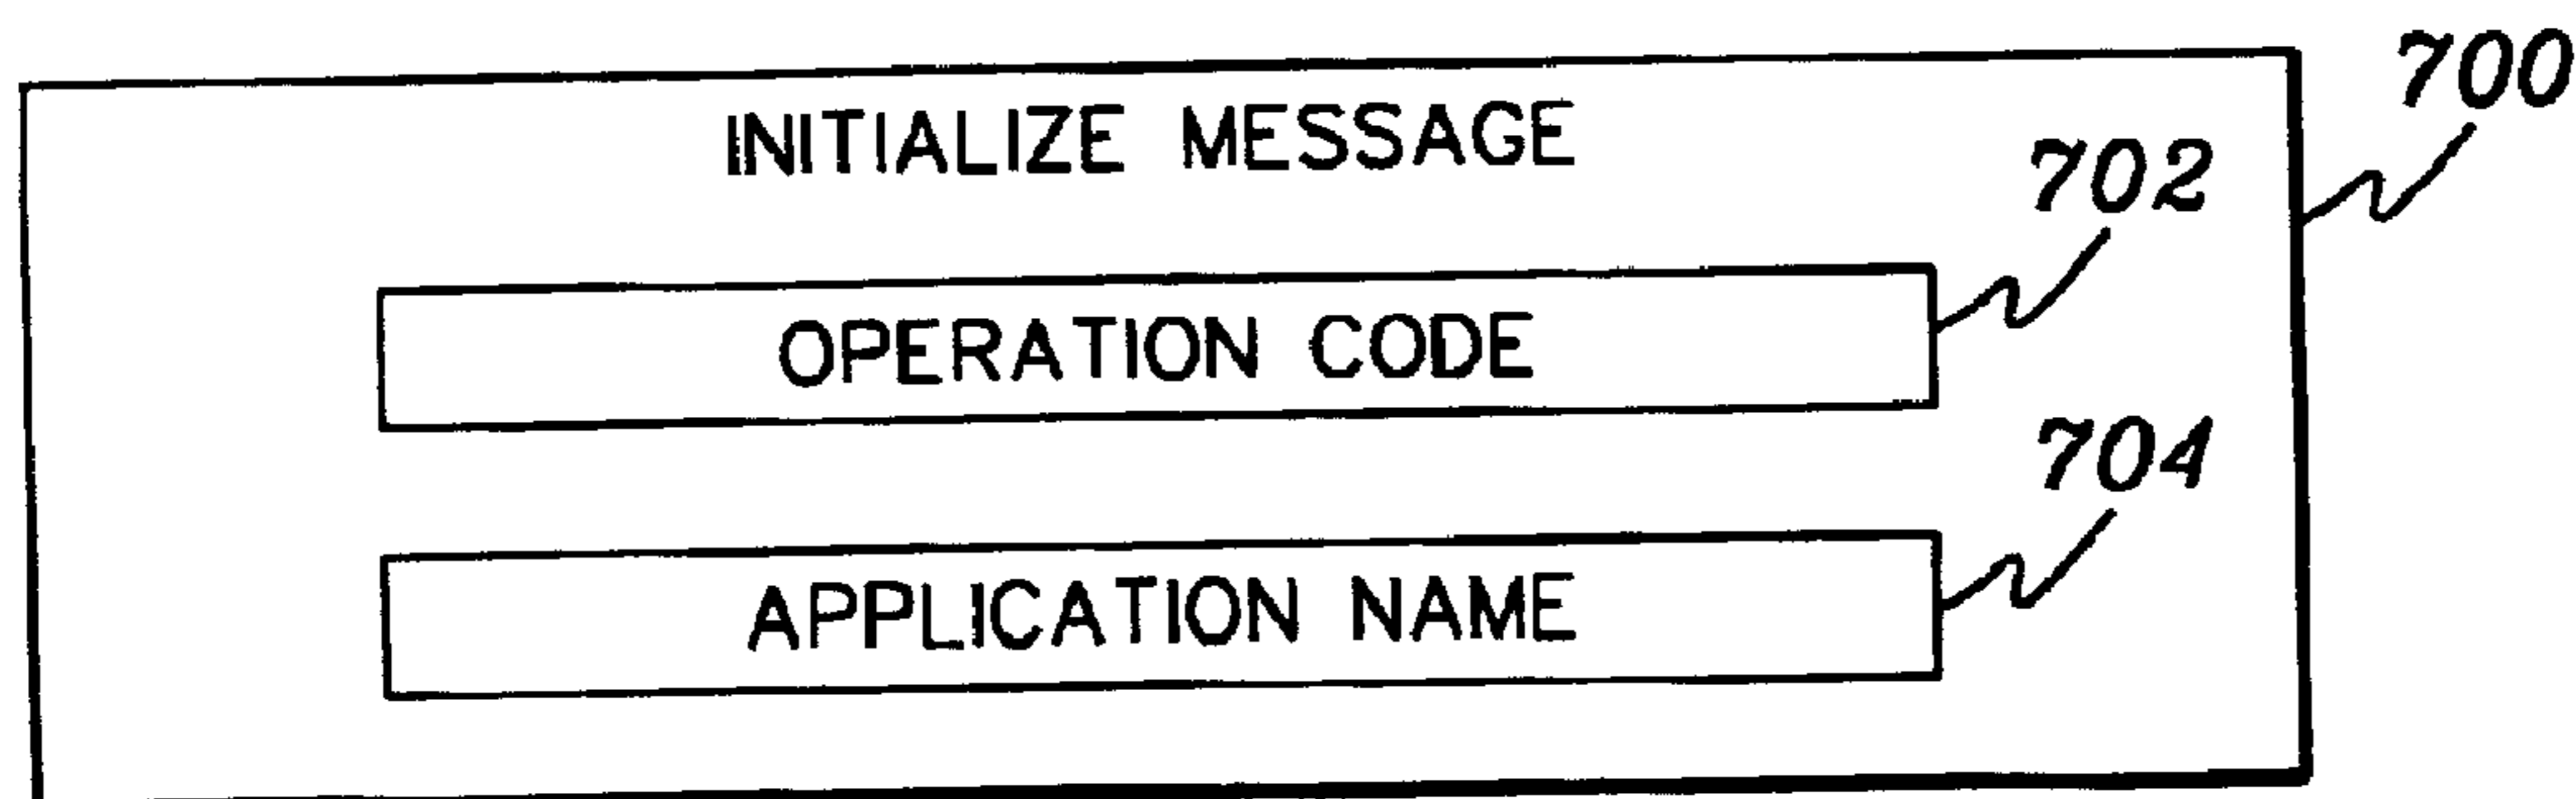 700
INITIALIZE MESSAGE
702
OPERATION CODE
704
APPLICATION NAME